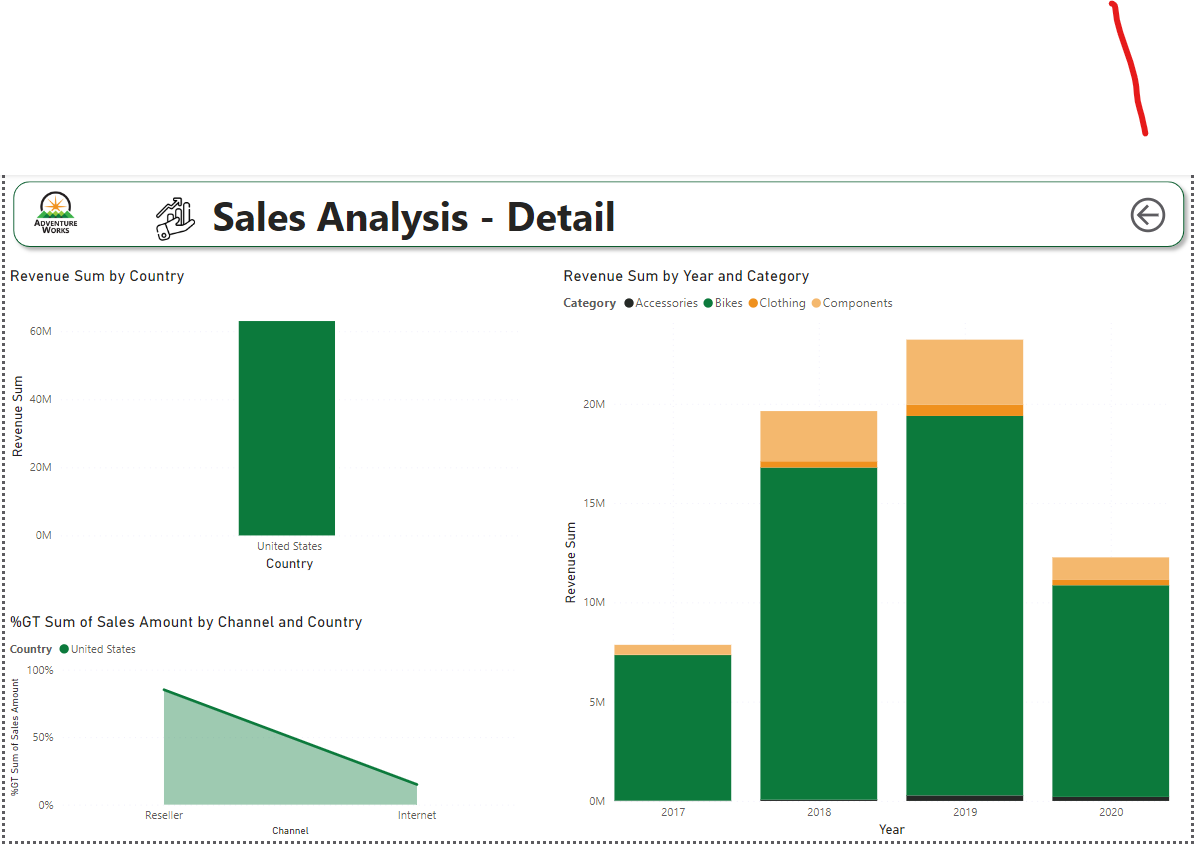 ADVENTURE
WORKS
Sales Analysis - Detail
Revenue Sum by Country
60M
40M
20M
0M
Revenue Sum
United States
Country
%GT Sum of Sales Amount by Channel and Country
Country United States
100%
50%
0%
%GT Sum of Sales Amount
Reseller Internet
Channel
Revenue Sum by Year and Category
Category Accessories Bikes Clothing Components
20M
15M
10M
5M
0M
Revenue Sum
2017 2018 2019 2020
Year